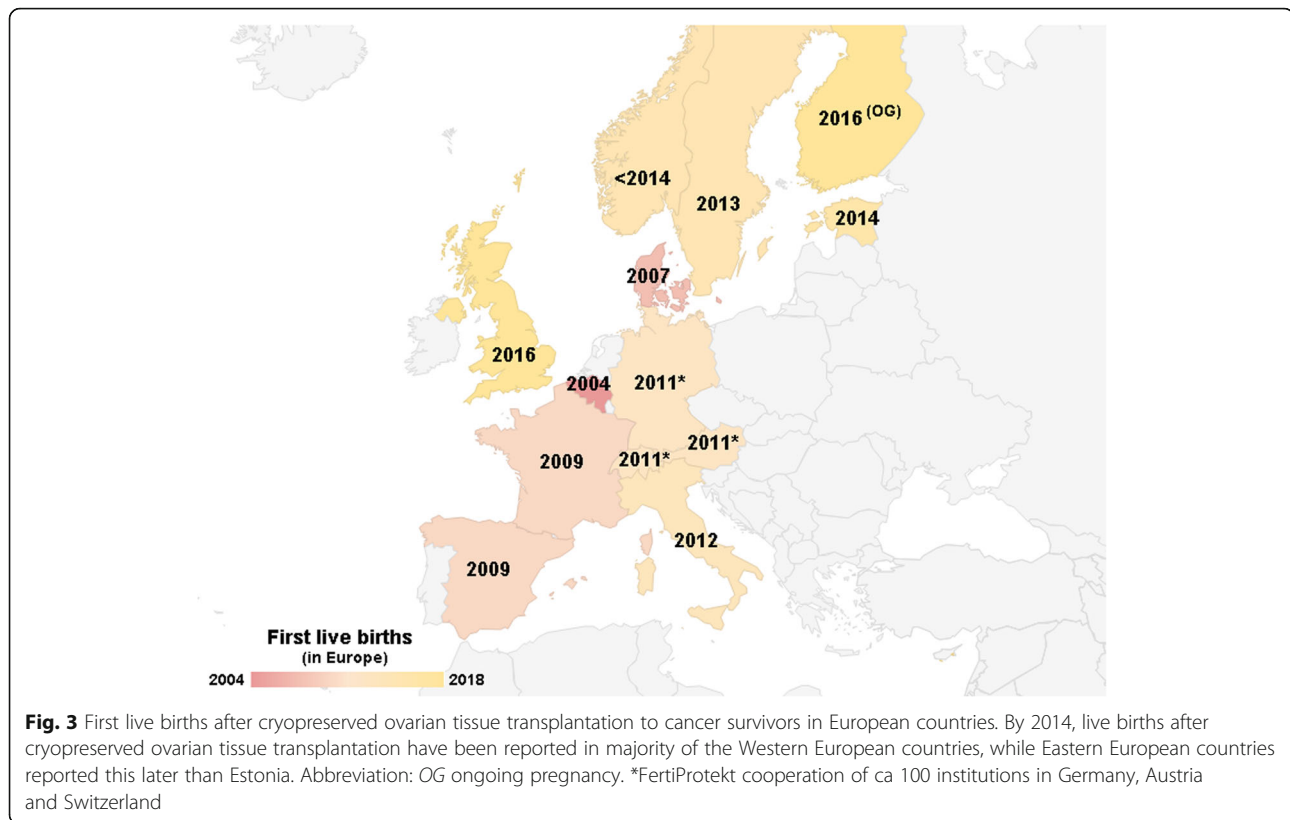 2016 (OG)
<2014
2013
2014
2007
2016
2004
2011*
2011*
2011*
2009
2012
2009
First live births
(in Europe)
2004 2018
Fig. 3 First live births after cryopreserved ovarian tissue transplantation to cancer survivors in European countries. By 2014, live births after
cryopreserved ovarian tissue transplantation have been reported in majority of the Western European countries, while Eastern European countries
reported this later than Estonia. Abbreviation: OG ongoing pregnancy. *FertiProtekt cooperation of ca 100 institutions in Germany, Austria
and Switzerland